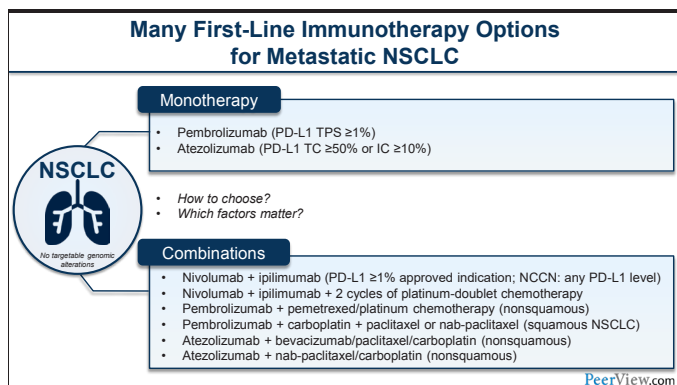 Many First-Line Immunotherapy Options
for Metastatic NSCLC
Monotherapy
• Pembrolizumab (PD-L1 TPS ≥1%)
• Atezolizumab (PD-L1 TC ≥50% or IC ≥10%)
NSCLC
No targetable genomic
alterations
• How to choose?
• Which factors matter?
Combinations
• Nivolumab + ipilimumab (PD-L1 ≥1% approved indication; NCCN: any PD-L1 level)
• Nivolumab + ipilimumab + 2 cycles of platinum-doublet chemotherapy
• Pembrolizumab + pemetrexed/platinum chemotherapy (nonsquamous)
• Pembrolizumab + carboplatin + paclitaxel or nab-paclitaxel (squamous NSCLC)
• Atezolizumab + bevacizumab/paclitaxel/carboplatin (nonsquamous)
• Atezolizumab + nab-paclitaxel/carboplatin (nonsquamous)
PeerView.com